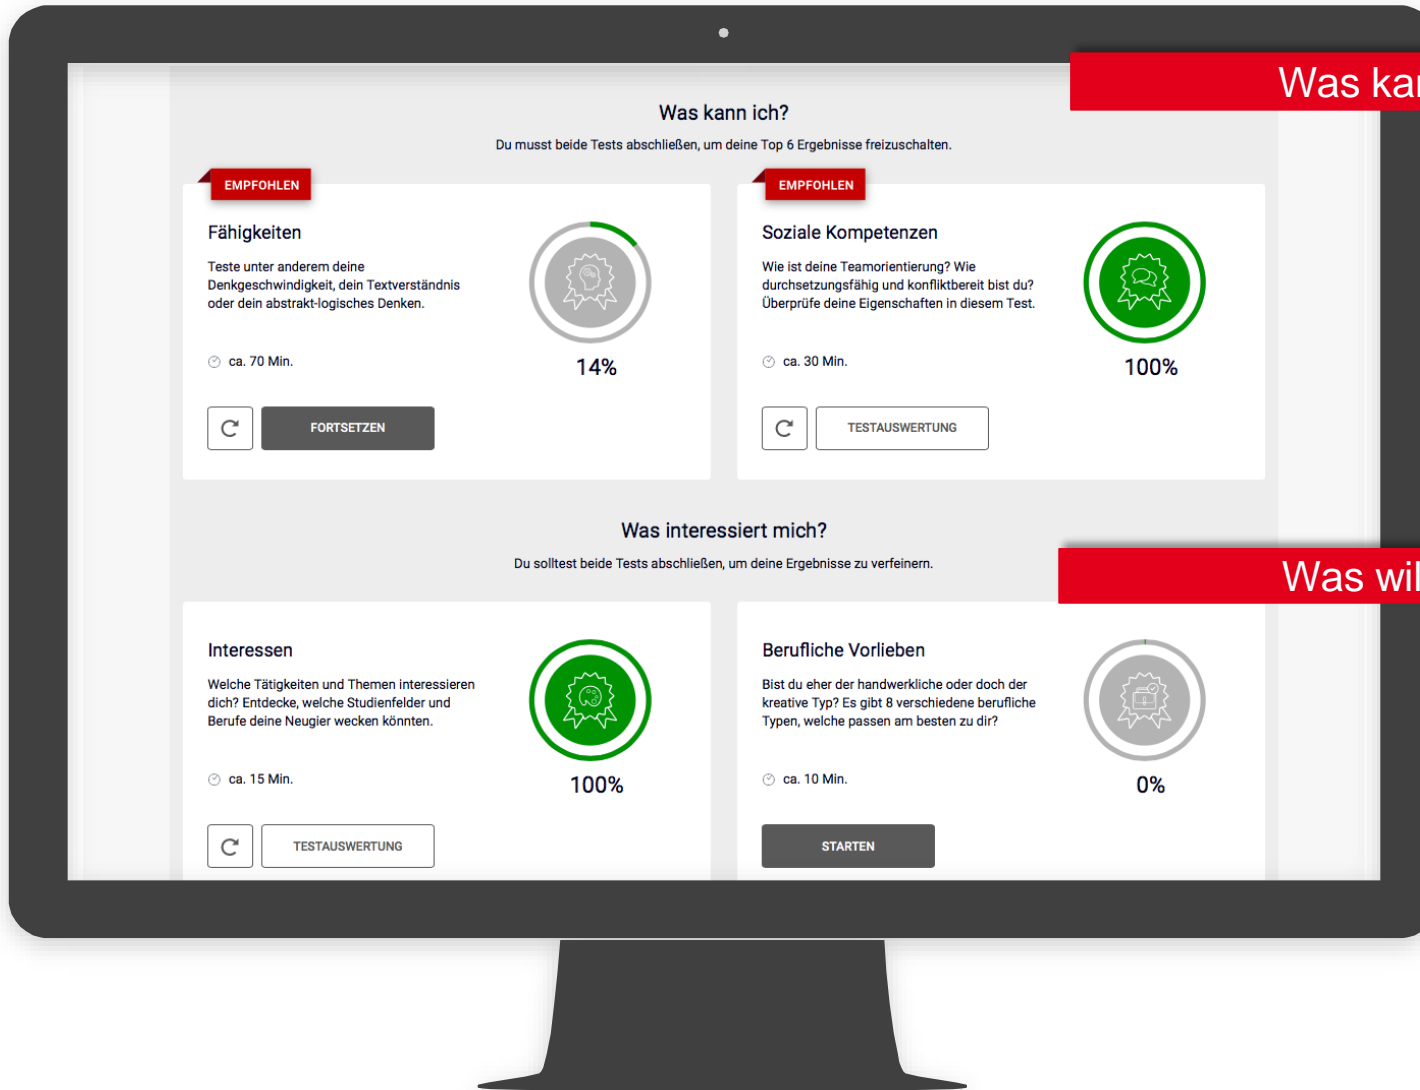 Was
Was kann ich?
Du musst beide Tests abschließen, um deine Top 6 Ergebnisse freizuschalten.
EMPFOHLEN
Fähigkeiten
Teste unter anderem deine
Denkgeschwindigkeit, dein Textverständnis
oder dein abstrakt-logisches Denken.
ca. 70 Min.
14%
FORTSETZEN
EMPFOHLEN
Soziale Kompetenzen
Wie ist deine Teamorientierung? Wie
durchsetzungsfähig und konfliktbereit bist du?
Überprüfe deine Eigenschaften in diesem Test.
ca. 30 Min.
100%
TESTAUSWERTUNG
Was interessiert mich?
Du solltest beide Tests abschließen, um deine Ergebnisse zu verfeinern.
Was
Interessen
Welche Tätigkeiten und Themen interessieren
dich? Entdecke, welche Studienfelder und
Berufe deine Neugier wecken könnten.
ca. 15 Min.
100%
TESTAUSWERTUNG
Berufliche Vorlieben
Bist du eher der handwerkliche oder doch der
kreative Typ? Es gibt 8 verschiedene berufliche
Typen, welche passen am besten zu dir?
ca. 10 Min.
0%
STARTEN